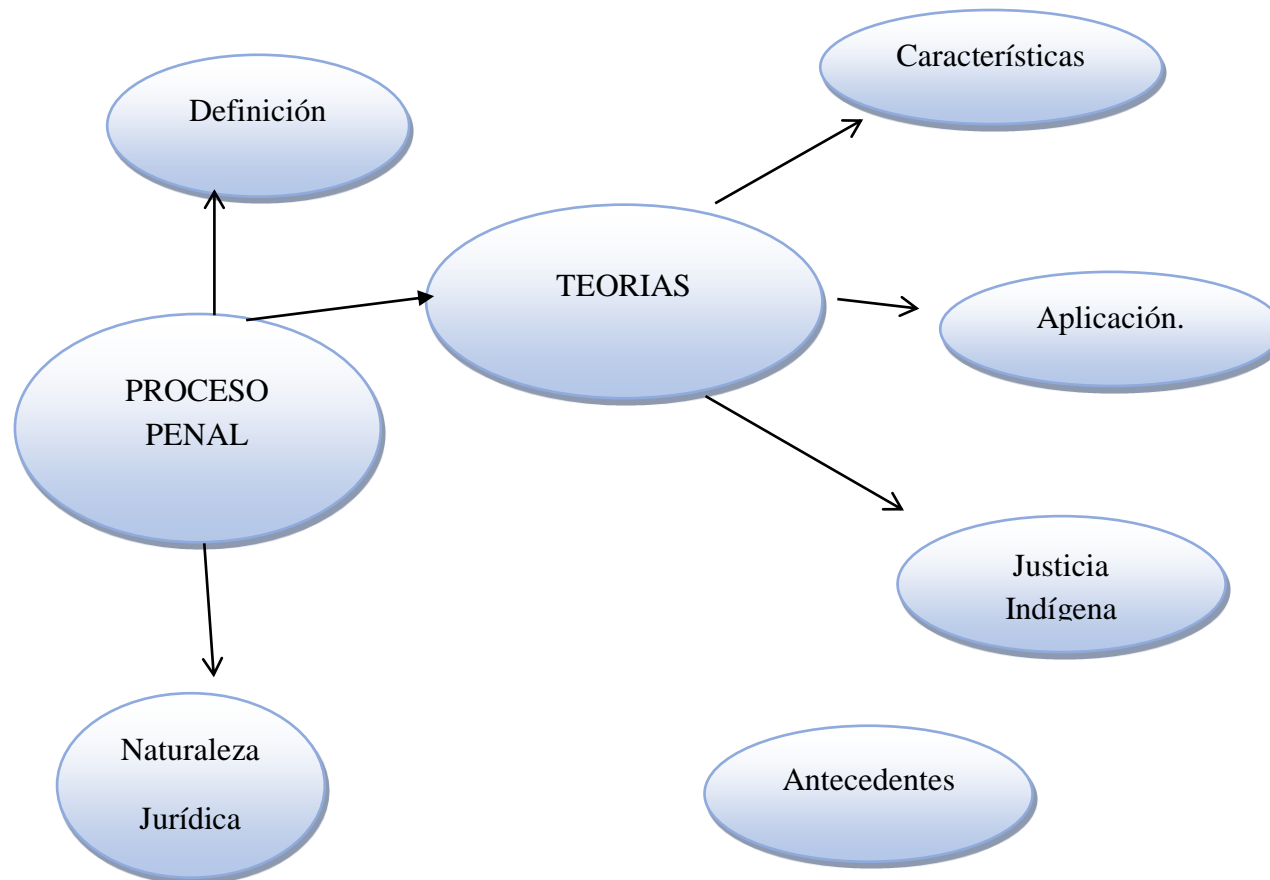 Características
Definición
TEORIAS
Aplicación.
PROCESO
PENAL
Justicia
Indígena
Naturaleza
Jurídica
Antecedentes